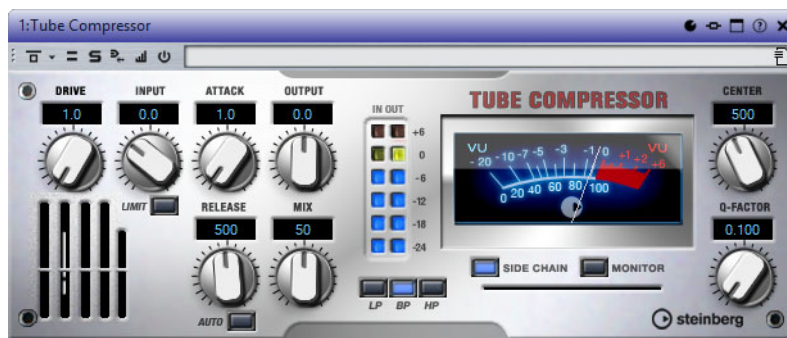 1:Tube Compressor
DRIVE INPUT ATTACK OUTPUT
1.0 0.0 1.0 0.0
IN OUT
+6
0
-6
-12
-18
-24
TUBE COMPRESSOR
VU VU
- 20 -10 -7 -5 -3 -1 0 +1 +2 +6
0 20 40 60 80 100
CENTER
500
LIMIT
RELEASE MIX
500 50
AUTO
LP BP HP
SIDE CHAIN MONITOR
Q-FACTOR
0.100
steinberg